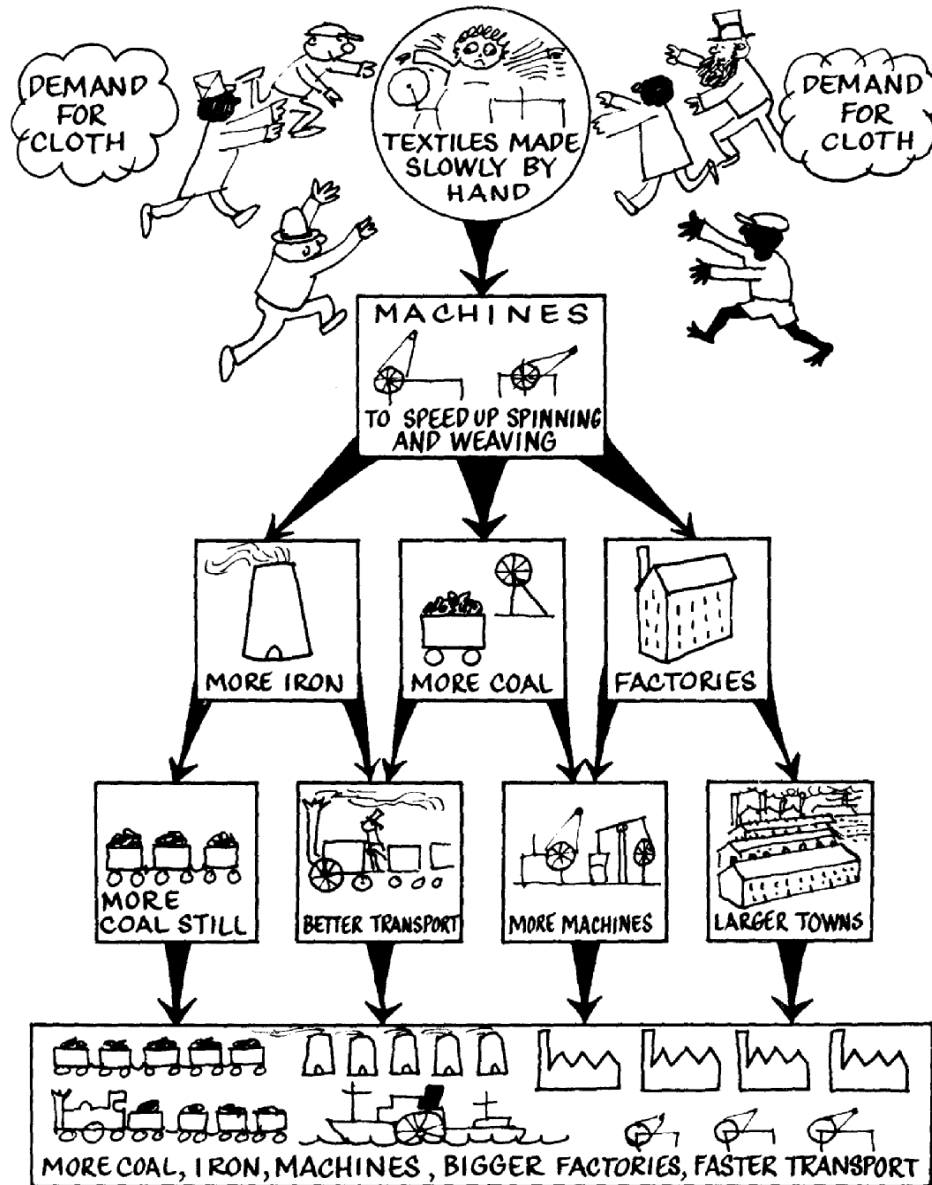 DEMAND
FOR
CLOTH
TEXTILES MADE
SLOWLY BY
HAND
DEMAND
FOR
CLOTH
MACHINES
TO SPEED UP SPINNING
AND WEAVING
MORE IRON
MORE COAL
FACTORIES
MORE
COAL STILL
BETTER TRANSPORT
MORE MACHINES
LARGER TOWNS
MORE COAL, IRON, MACHINES, BIGGER FACTORIES, FASTER TRANSPORT